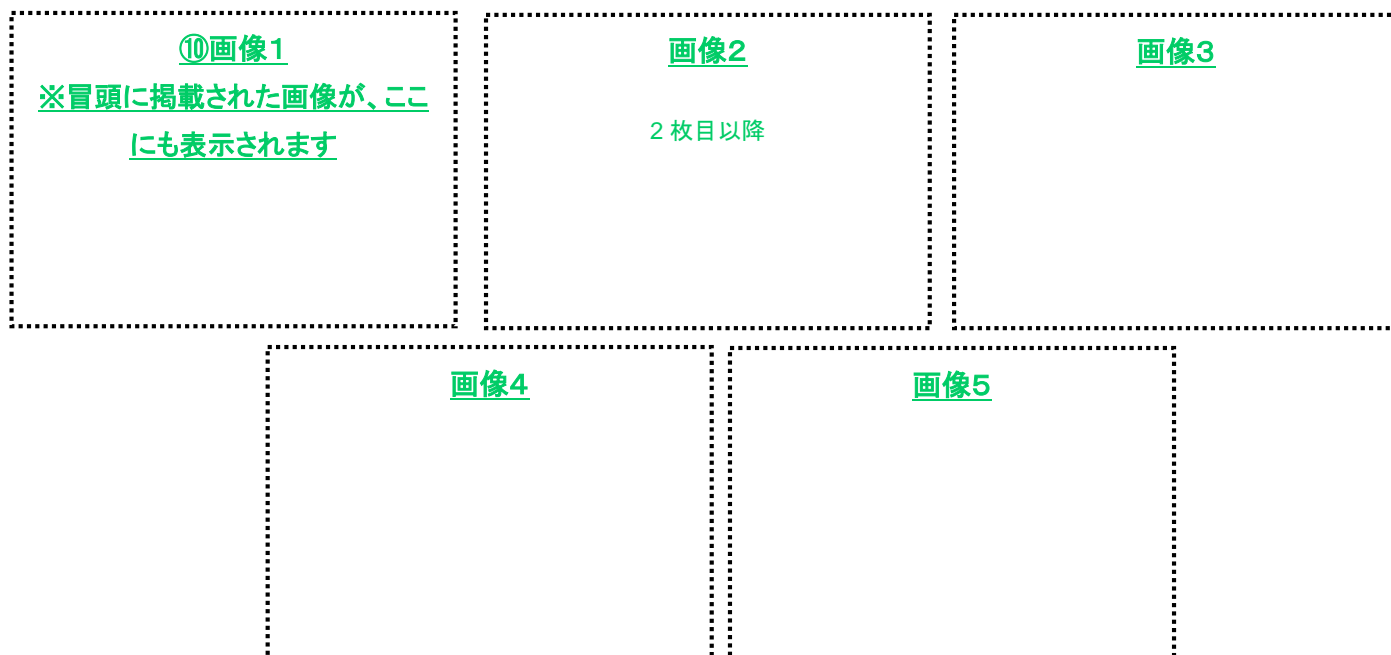 ⑩画像1
※冒頭に掲載された画像が、ここ
にも表示されます
画像2
2枚目以降
画像3
画像4
画像5